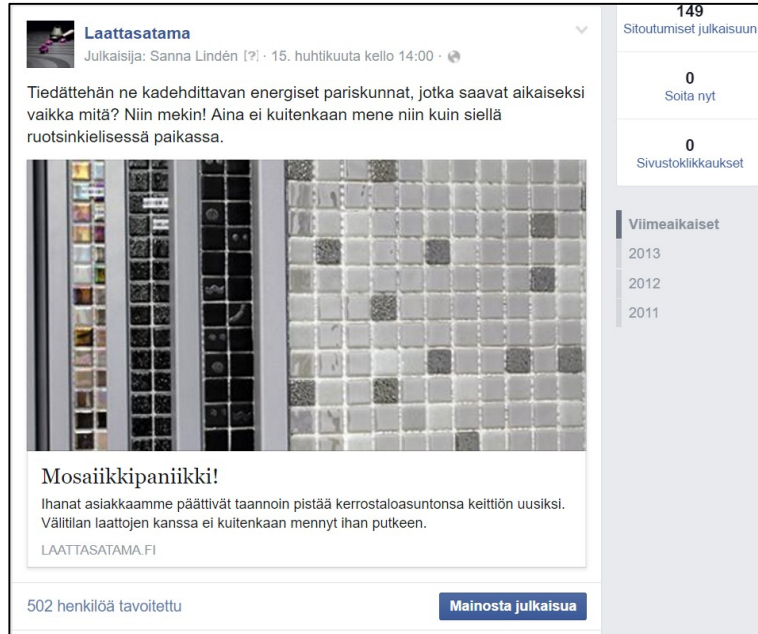 Laattasatama
Julkaisija: Sanna Lindén [?] · 15. huhtikuuta kello 14:00 ·
Tiedättehän ne kadehdittavan energiset pariskunnat, jotka saavat aikaiseksi
vaikka mitä? Niin mekin! Aina ei kuitenkaan mene niin kuin siellä
ruotsinkielisessä paikassa.
Mosaiikkipaniikki!
Ihanat asiakkaamme päättivät taannoin pistää kerrostaloasuntonsa keittiön uusiksi.
Välitilan laattojen kanssa ei kuitenkaan mennyt ihan putkeen.
LAATTASATAMA.FI
502 henkilöä tavoitettu
Mainosta julkaisua
149
Sitoutumiset julkaisuun
0
Soita nyt
0
Sivustoklikkaukset
Viimeaikaiset
2013
2012
2011